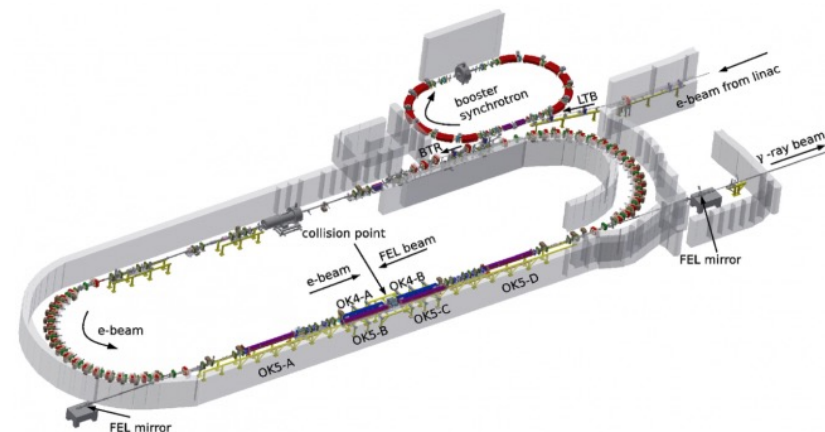 booster
synchrotron
LTB
e-beam from linac
BTR
γ-ray beam
collision point
FEL beam
e-beam
FEL mirror
OK4-A
OK4-B
OK5-D
OK5-C
OK5-B
OK5-A
e-beam
FEL mirror